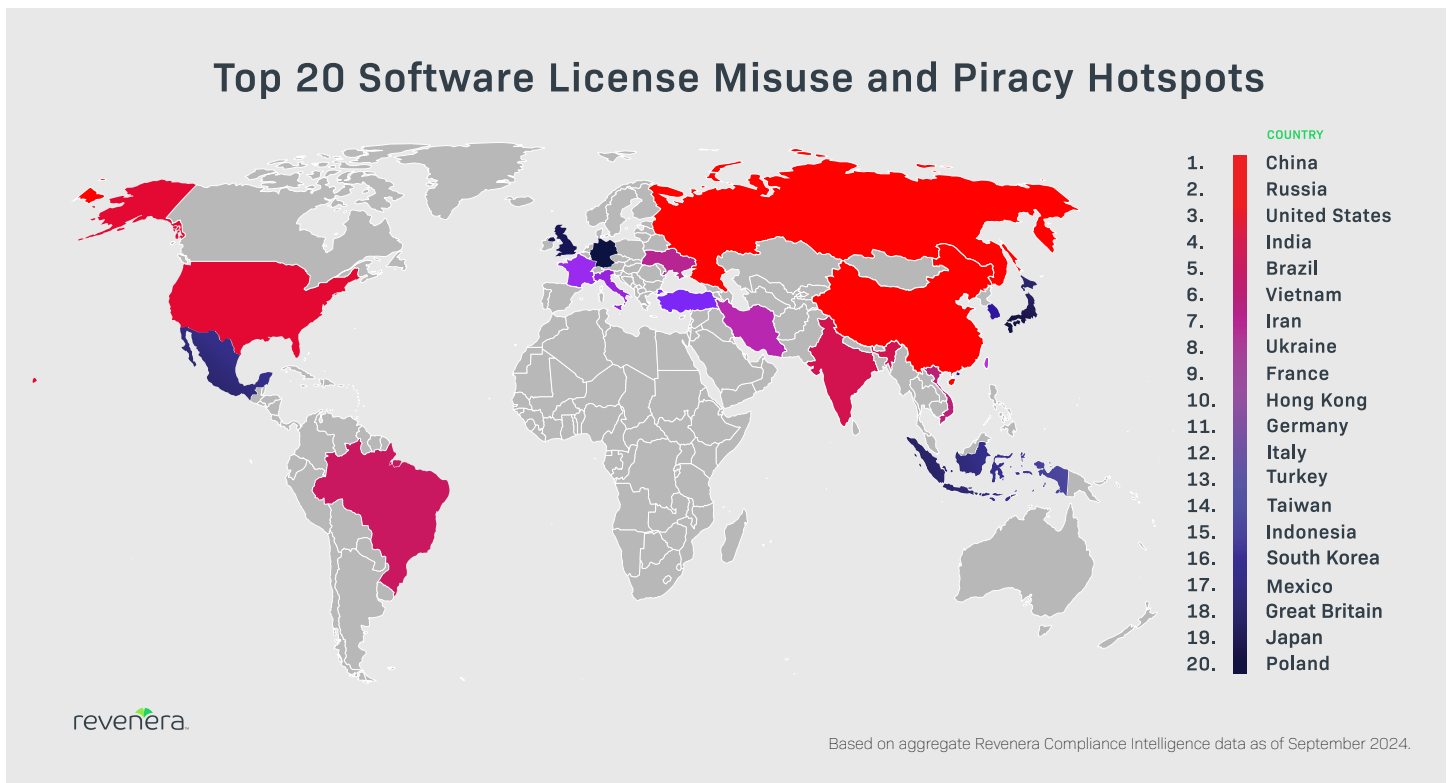 Top 20 Software License Misuse and Piracy Hotspots
COUNTRY
1. China
2. Russia
3. United States
4. India
5. Brazil
6. Vietnam
7. Iran
8. Ukraine
9. France
10. Hong Kong
11. Germany
12. Italy
13. Turkey
14. Taiwan
15. Indonesia
16. South Korea
17. Mexico
18. Great Britain
19. Japan
20. Poland
revenera™
Based on aggregate Revenera Compliance Intelligence data as of September 2024.